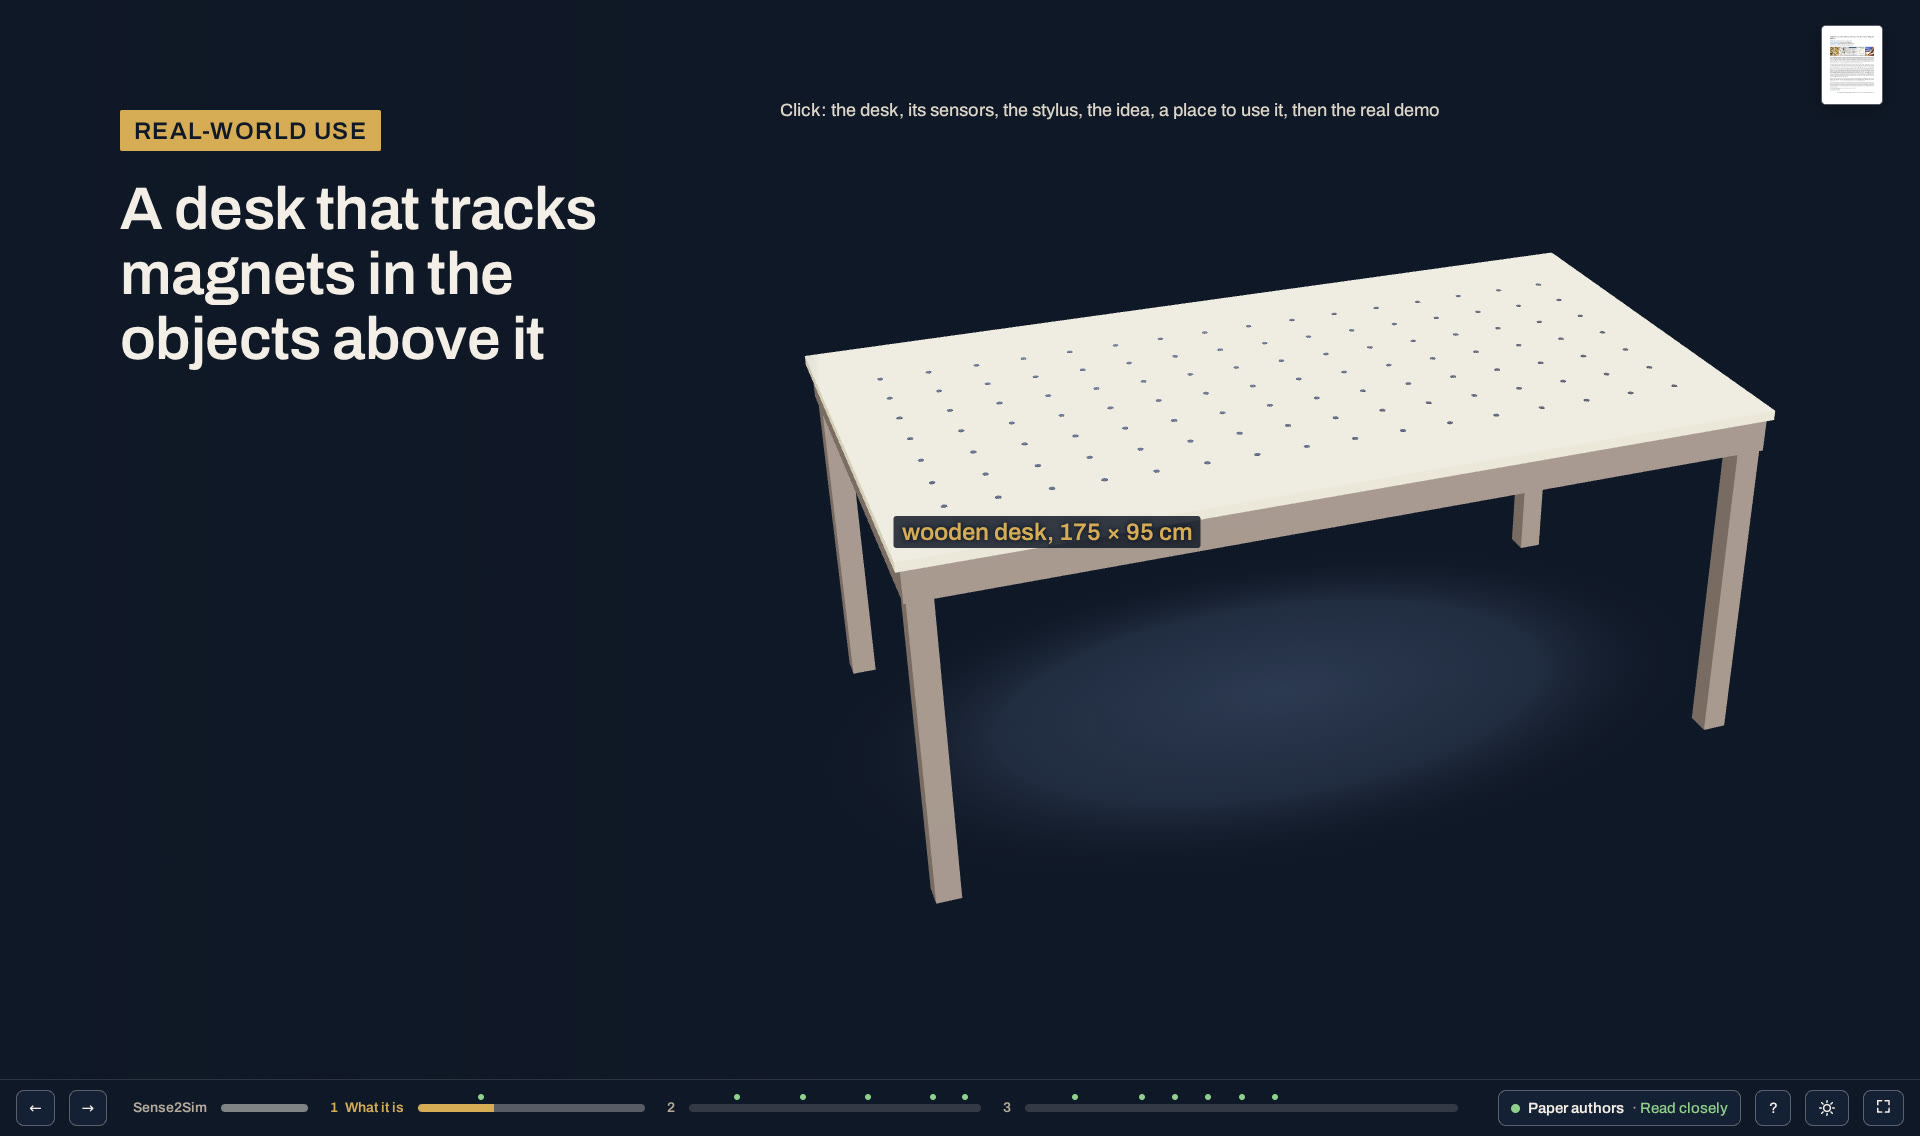 Click: the desk, its sensors, the stylus, the idea, a place to use it, then the real demo
REAL-WORLD USE
A desk that tracks
magnets in the
objects above it
wooden desk, 175 × 95 cm
← → Sense2Sim 1 What it is 2 3 Paper authors · Read closely ?